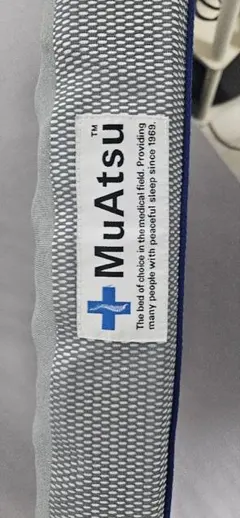 MuAtsu™
The bed of choice in the medical field. Providing
many people with peaceful sleep since 1969.